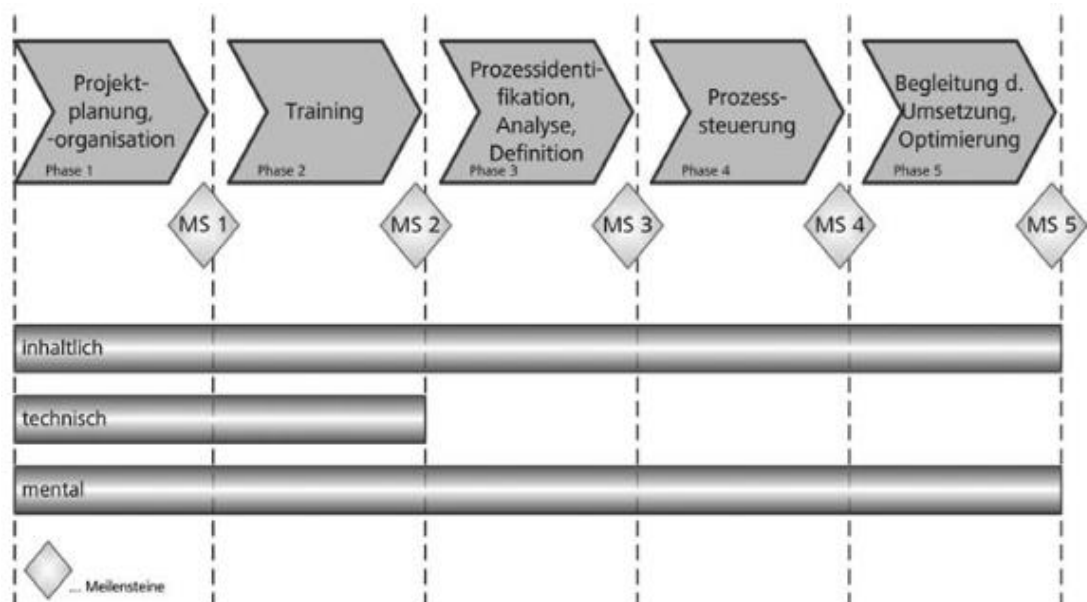 Projekt-
planung,
-organisation
Phase 1
Training
Phase 2
Prozessidenti-
fikation,
Analyse,
Definition
Phase 3
Prozess-
steuerung
Phase 4
Begleitung d.
Umsetzung,
Optimierung
Phase 5
MS 1
MS 2
MS 3
MS 4
MS 5
inhaltlich
technisch
mental
... Meilensteine